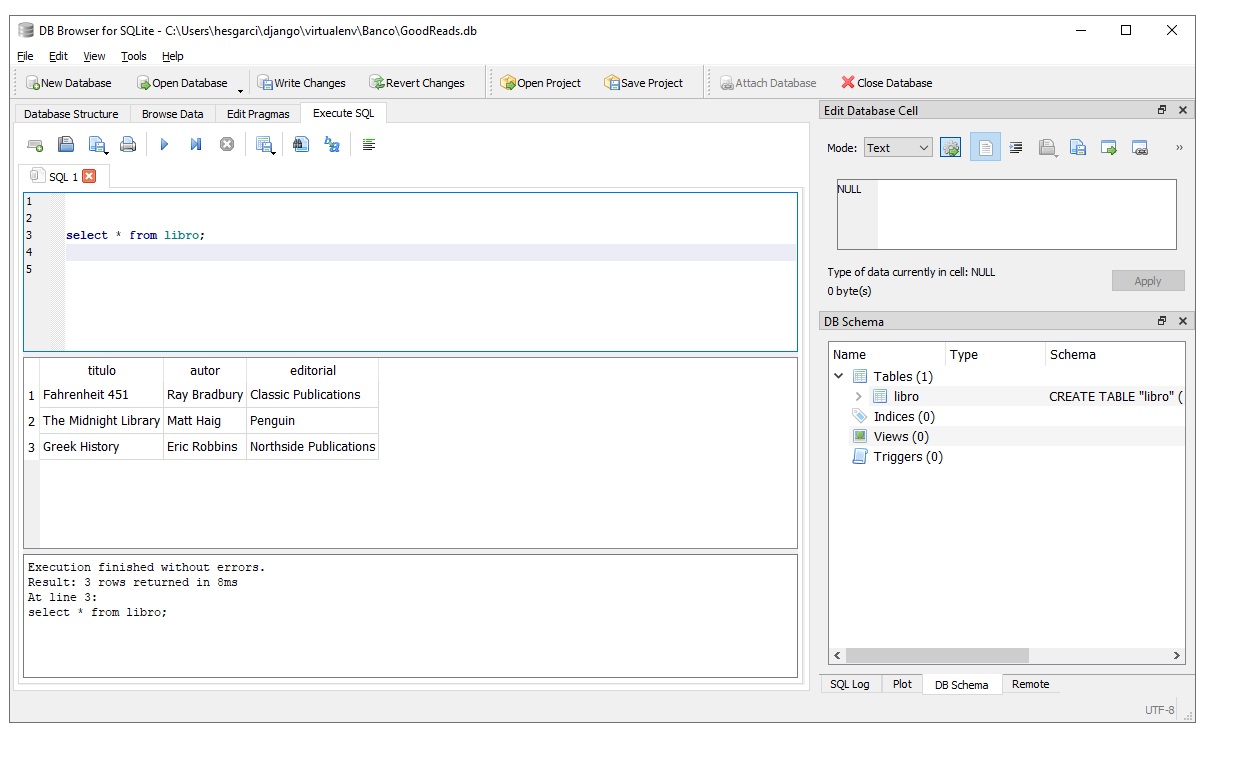 DB Browser for SQLite - C:\Users\hesgarci\django\virtualenv\Banco\GoodReads.db
File Edit View Tools Help
New Database Open Database Write Changes Revert Changes Open Project Save Project Attach Database Close Database
Database Structure Browse Data Edit Pragmas Execute SQL
SQL 1
1
2
3 select * from libro;
4
5
titulo autor editorial
1 Fahrenheit 451 Ray Bradbury Classic Publications
2 The Midnight Library Matt Haig Penguin
3 Greek History Eric Robbins Northside Publications
Execution finished without errors.
Result: 3 rows returned in 8ms
At line 3:
select * from libro;
Edit Database Cell
Mode: Text
NULL
Type of data currently in cell: NULL
0 byte(s)
Apply
DB Schema
Name Type Schema
Tables (1)
libro CREATE TABLE "libro" (
Indices (0)
Views (0)
Triggers (0)
SQL Log Plot DB Schema Remote
UTF-8